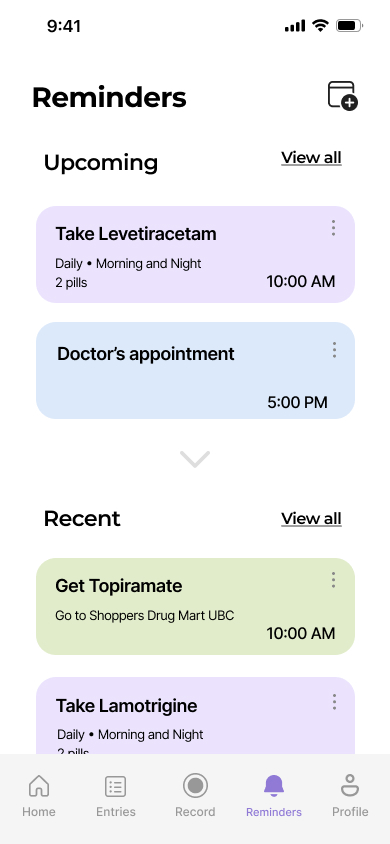 9:41
Reminders
Upcoming
View all
Take Levetiracetam
Daily • Morning and Night
2 pills
10:00 AM
Doctor’s appointment
5:00 PM
Recent
View all
Get Topiramate
Go to Shoppers Drug Mart UBC
10:00 AM
Take Lamotrigine
Daily • Morning and Night
2 pills
Home
Entries
Record
Reminders
Profile